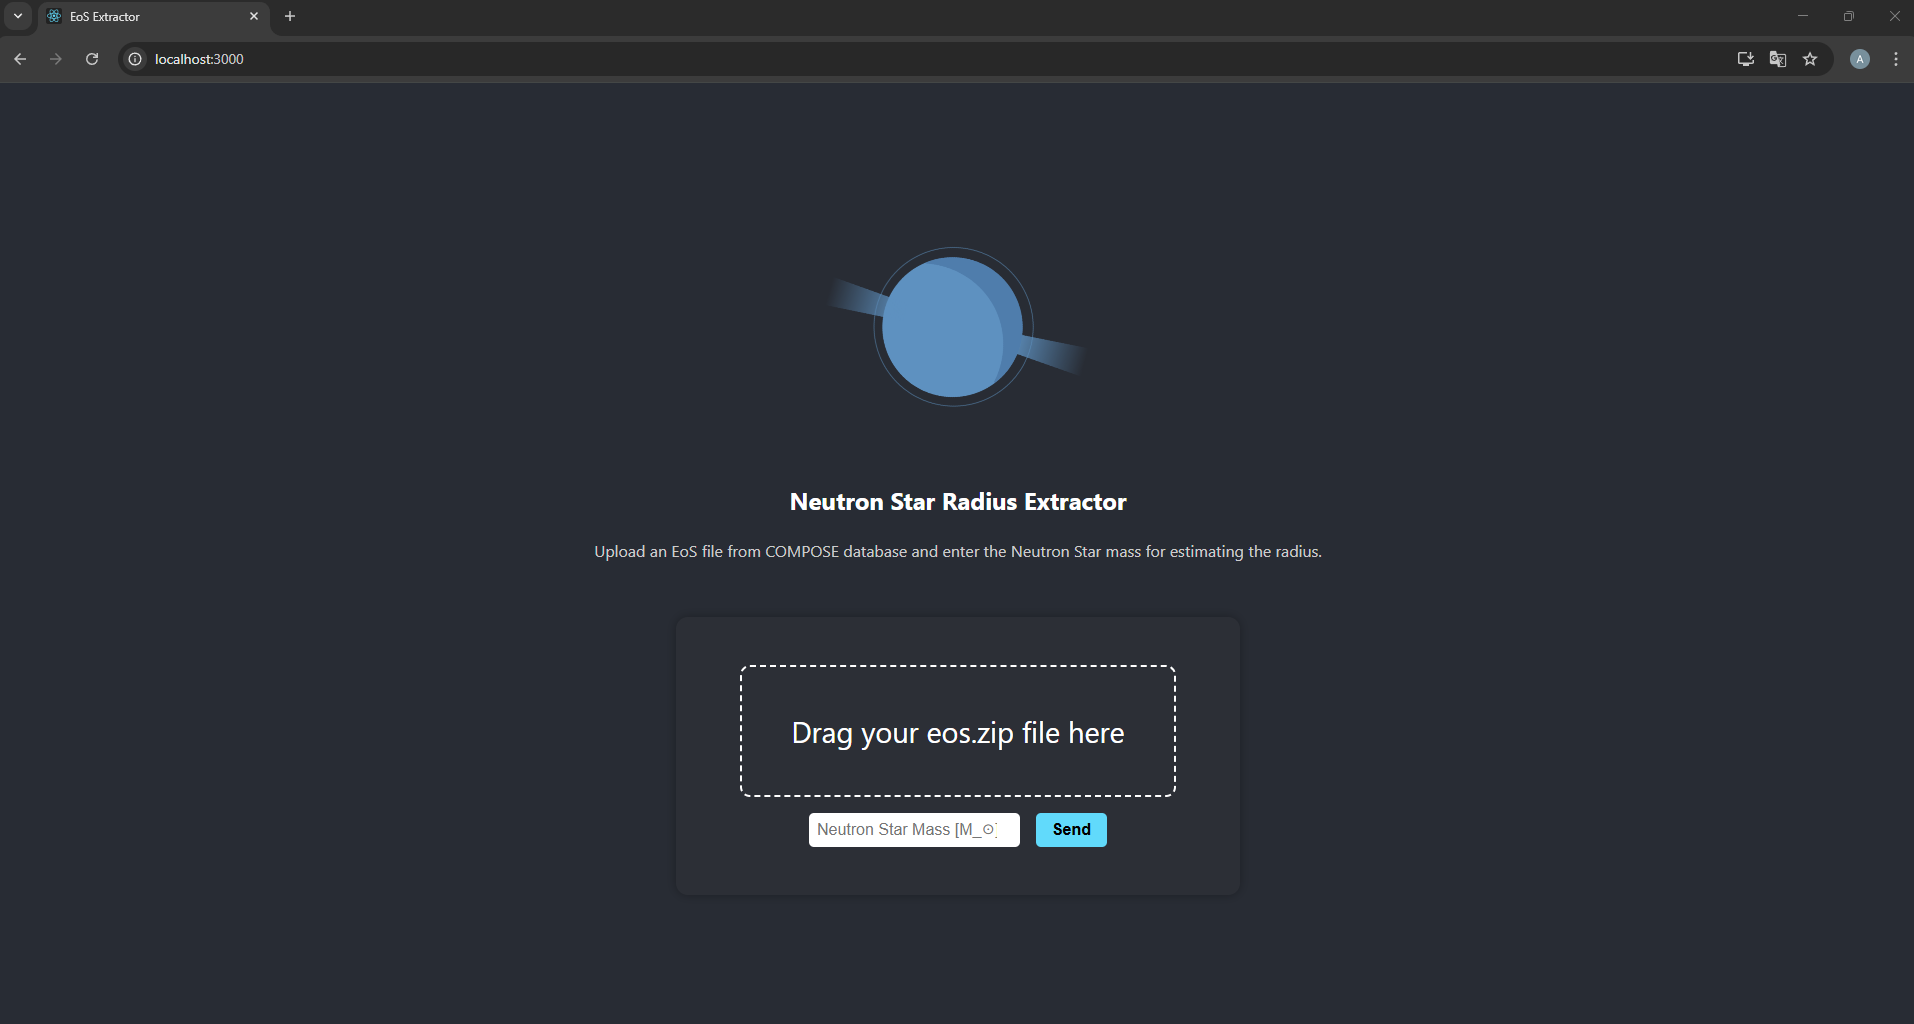 EoS Extractor
localhost:3000
A
Neutron Star Radius Extractor
Upload an EoS file from COMPOSE database and enter the Neutron Star mass for estimating the radius.
Drag your eos.zip file here
Neutron Star Mass [M_⊙]
Send